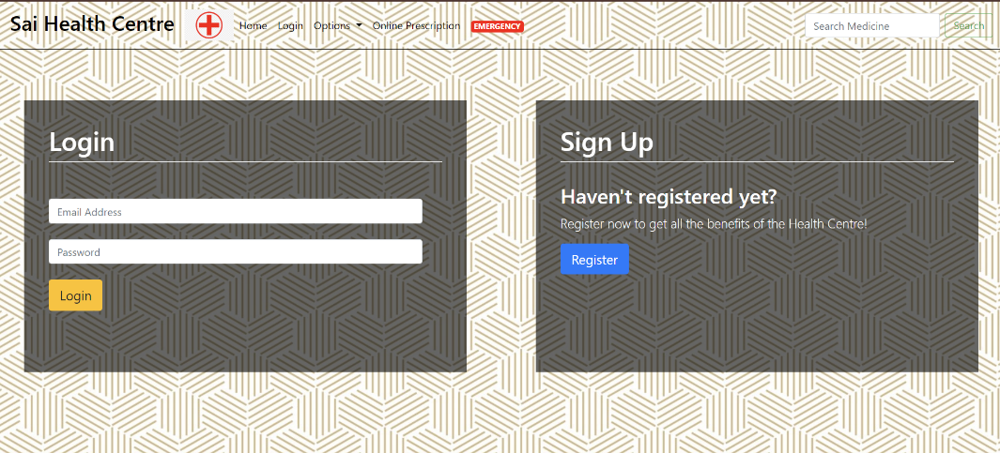 Sai Health Centre Home Login Options Online Prescription EMERGENCY Search Medicine Search
Login
Email Address
Password
Login
Sign Up
Haven't registered yet?
Register now to get all the benefits of the Health Centre!
Register